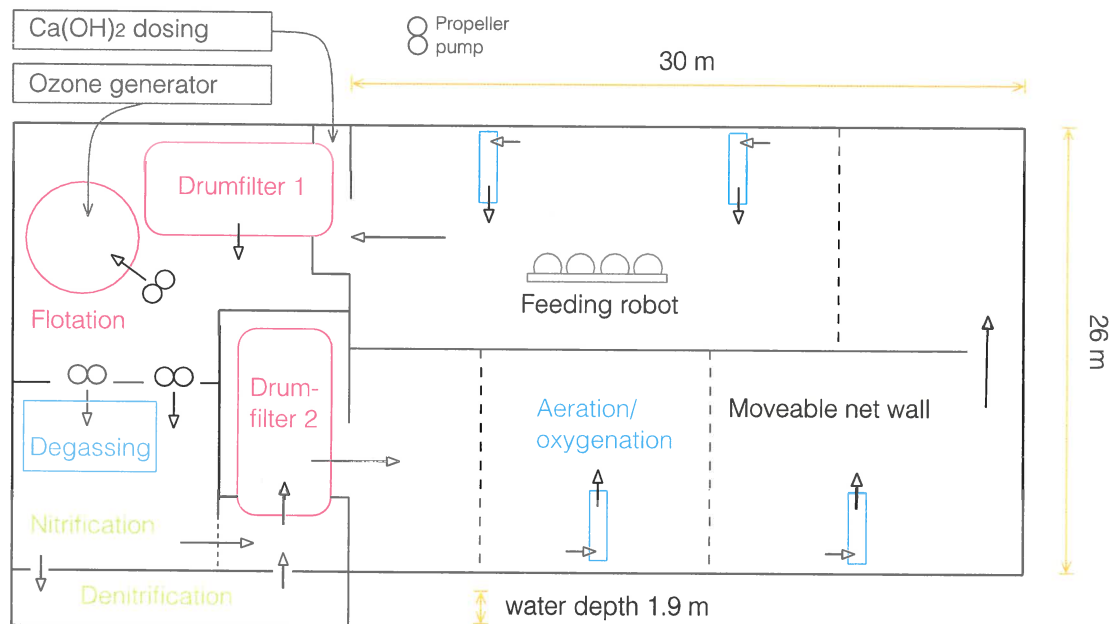 Ca(OH)2 dosing
Propeller
pump
Ozone generator
30 m
Drumfilter 1
Feeding robot
Flotation
26 m
Drum-
filter 2
Aeration/
oxygenation
Moveable net wall
Degassing
Nitrification
Denitrification
water depth 1.9 m